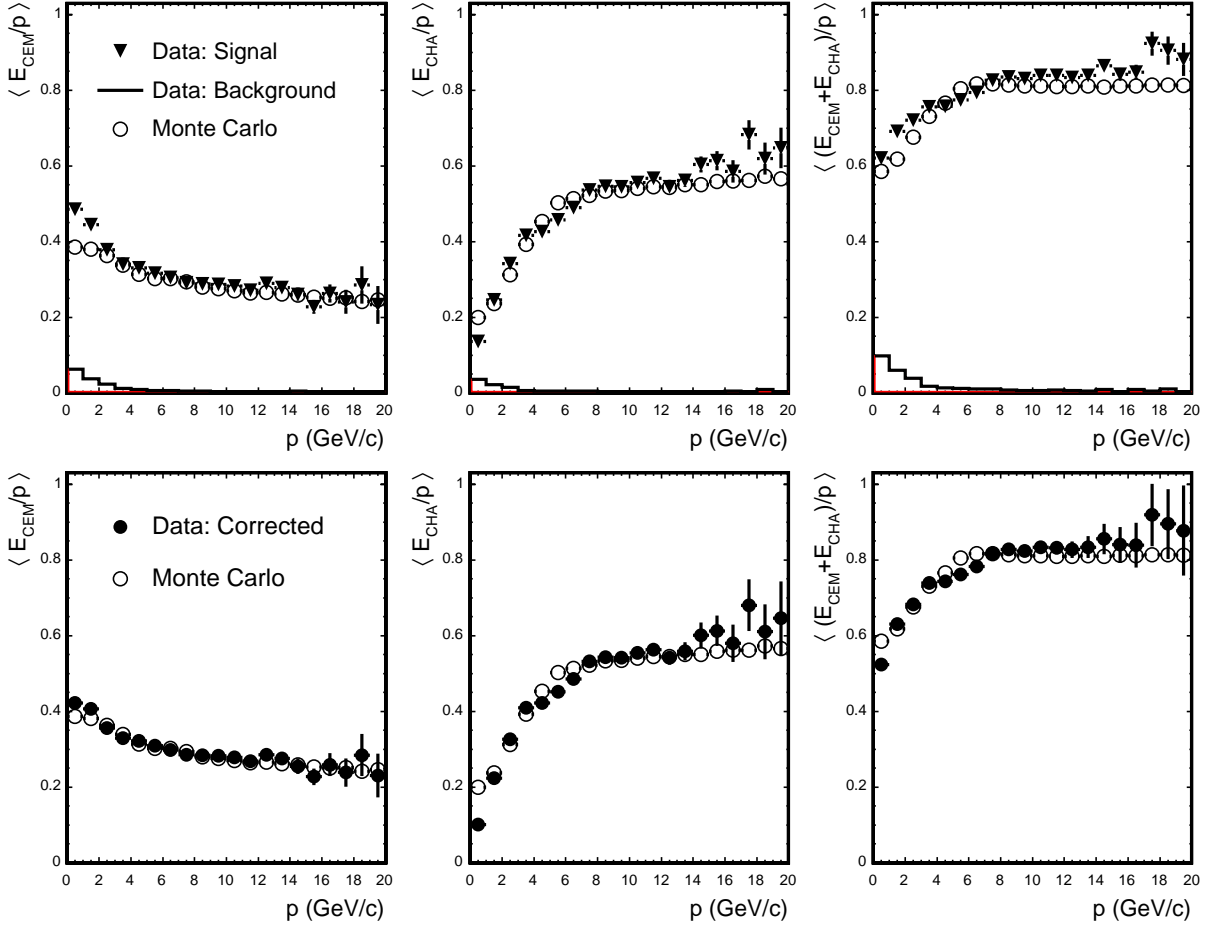 ⟨ E_CEM/p ⟩
1
0.8
0.6
0.4
0.2
0
Data: Signal
Data: Background
Monte Carlo
0 2 4 6 8 10 12 14 16 18 20
p (GeV/c)
⟨ E_CHA/p ⟩
1
0.8
0.6
0.4
0.2
0
0 2 4 6 8 10 12 14 16 18 20
p (GeV/c)
⟨ (E_CEM+E_CHA)/p ⟩
1
0.8
0.6
0.4
0.2
0
0 2 4 6 8 10 12 14 16 18 20
p (GeV/c)
⟨ E_CEM/p ⟩
1
0.8
0.6
0.4
0.2
0
Data: Corrected
Monte Carlo
0 2 4 6 8 10 12 14 16 18 20
p (GeV/c)
⟨ E_CHA/p ⟩
1
0.8
0.6
0.4
0.2
0
0 2 4 6 8 10 12 14 16 18 20
p (GeV/c)
⟨ (E_CEM+E_CHA)/p ⟩
1
0.8
0.6
0.4
0.2
0
0 2 4 6 8 10 12 14 16 18 20
p (GeV/c)